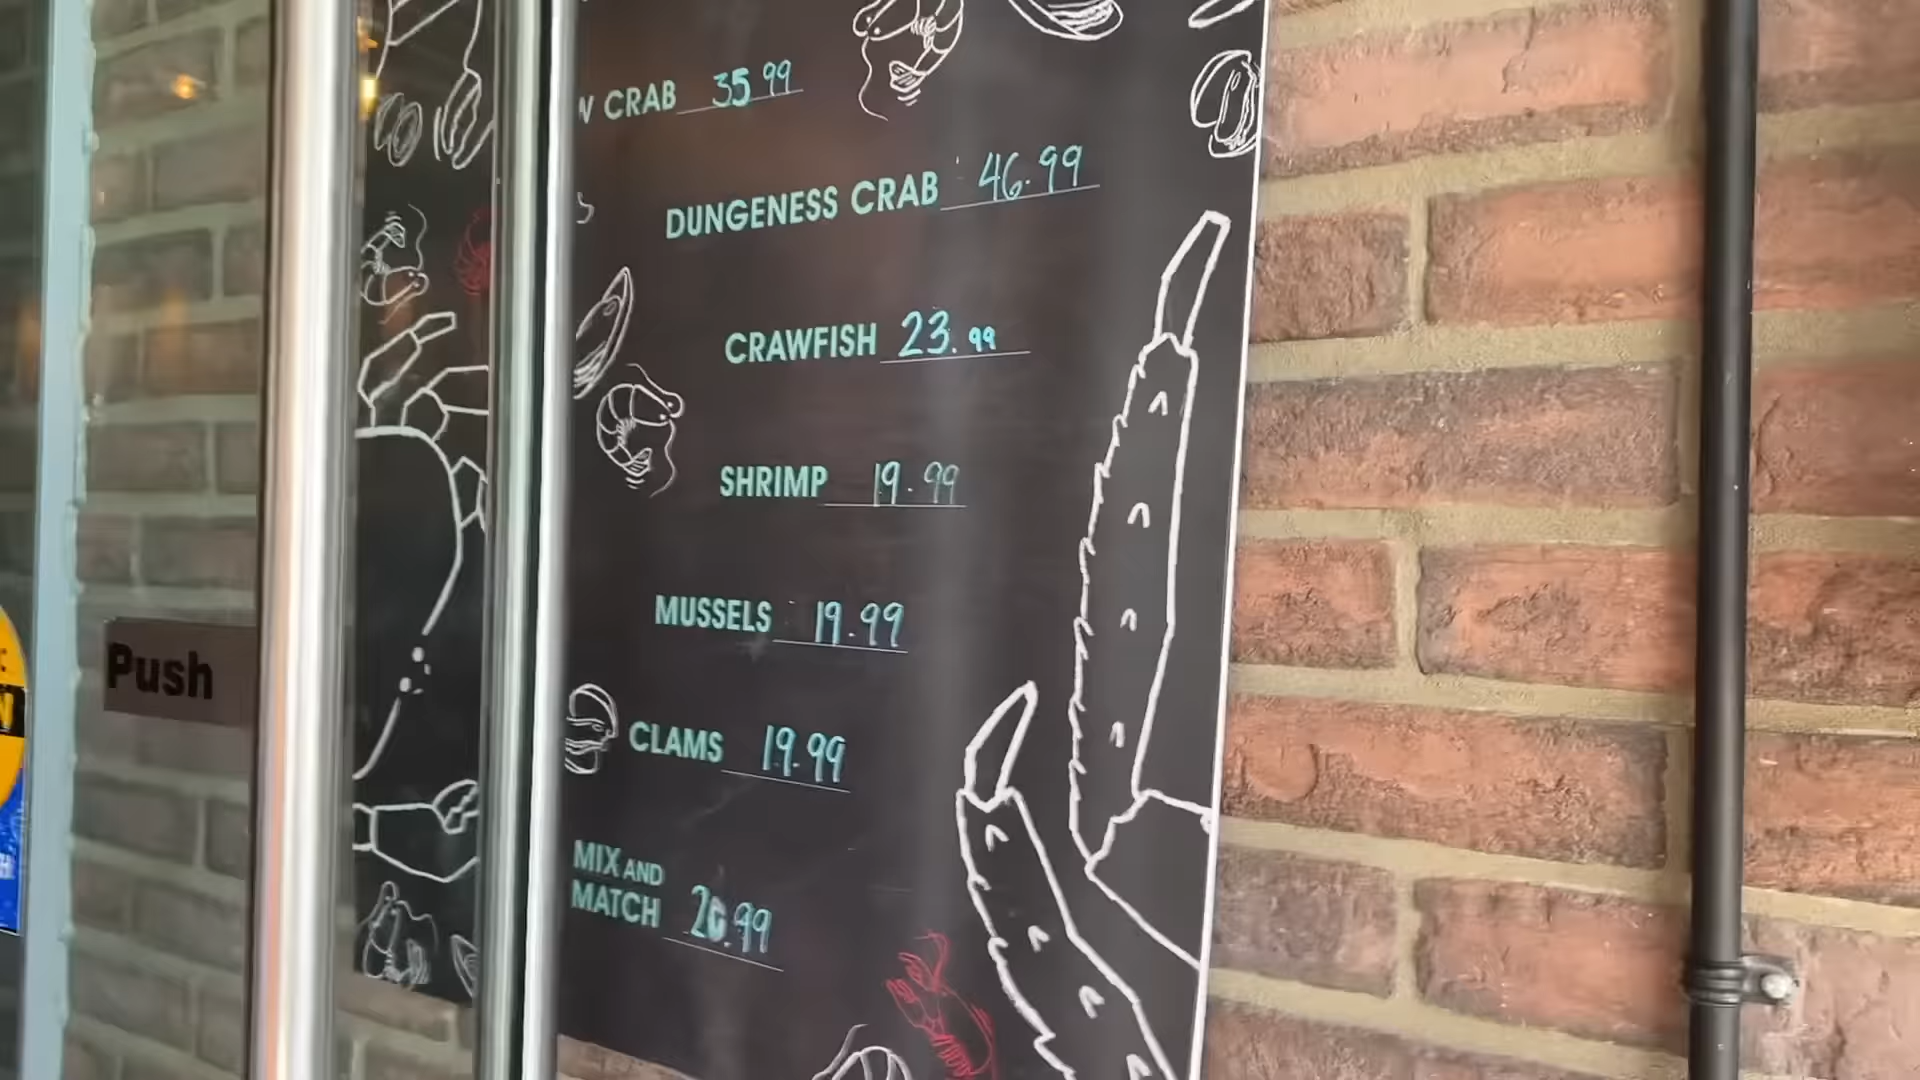 CRAB 35.99
DUNGENESS CRAB 46.99
CRAWFISH 23.99
SHRIMP 19.99
MUSSELS 19.99
CLAMS 19.99
MIX AND
MATCH 26.99
Push